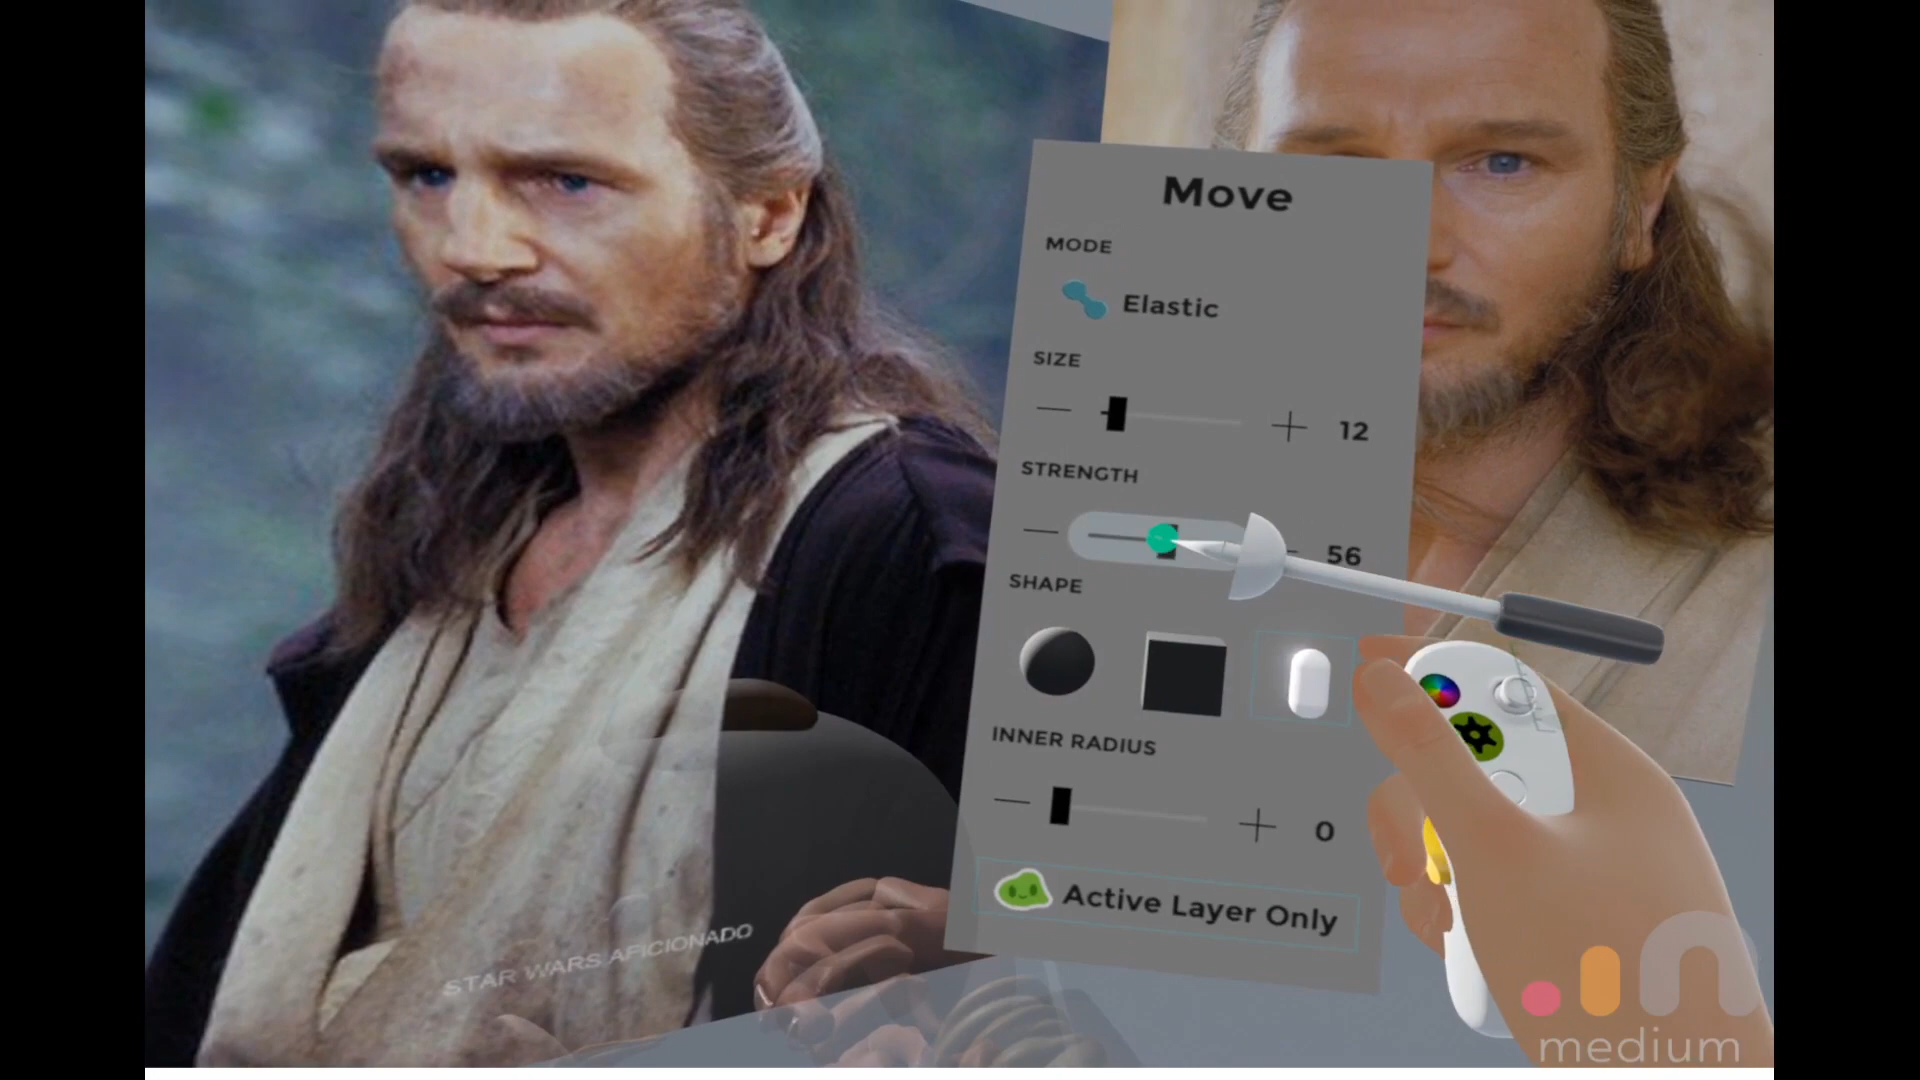 Move
MODE
Elastic
SIZE
12
STRENGTH
56
SHAPE
INNER RADIUS
0
Active Layer Only
STAR WARS AFICIONADO
medium